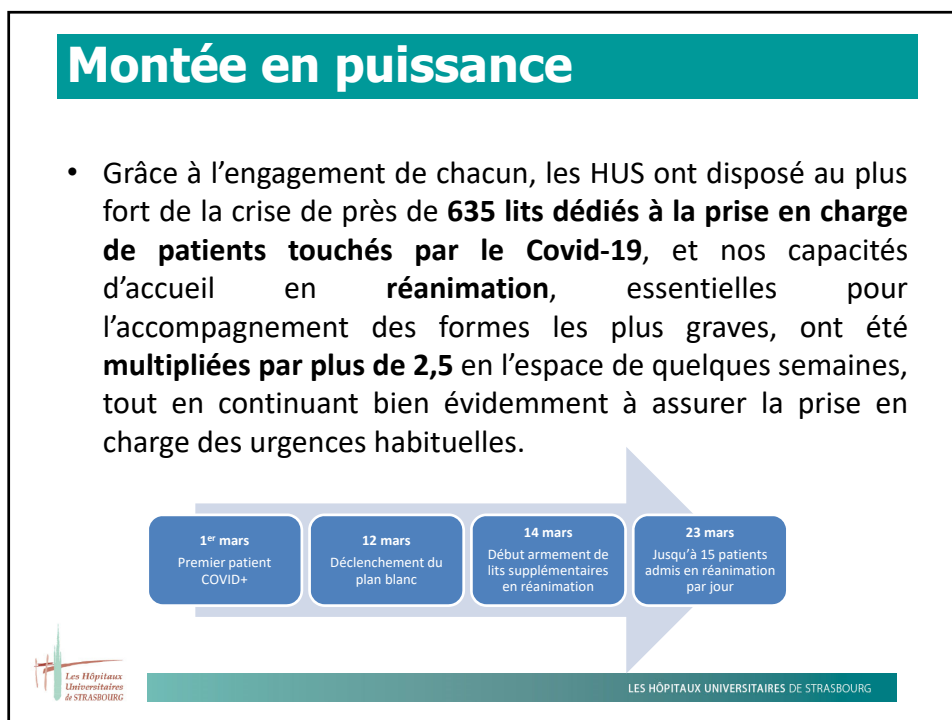 Montée en puissance
• Grâce à l’engagement de chacun, les HUS ont disposé au plus
fort de la crise de près de 635 lits dédiés à la prise en charge
de patients touchés par le Covid-19, et nos capacités
d’accueil en réanimation, essentielles pour
l’accompagnement des formes les plus graves, ont été
multipliées par plus de 2,5 en l’espace de quelques semaines,
tout en continuant bien évidemment à assurer la prise en
charge des urgences habituelles.
1er mars
Premier patient
COVID+
12 mars
Déclenchement du
plan blanc
14 mars
Début armement de
lits supplémentaires
en réanimation
23 mars
Jusqu’à 15 patients
admis en réanimation
par jour
Les Hôpitaux
Universitaires
de STRASBOURG
LES HÔPITAUX UNIVERSITAIRES DE STRASBOURG